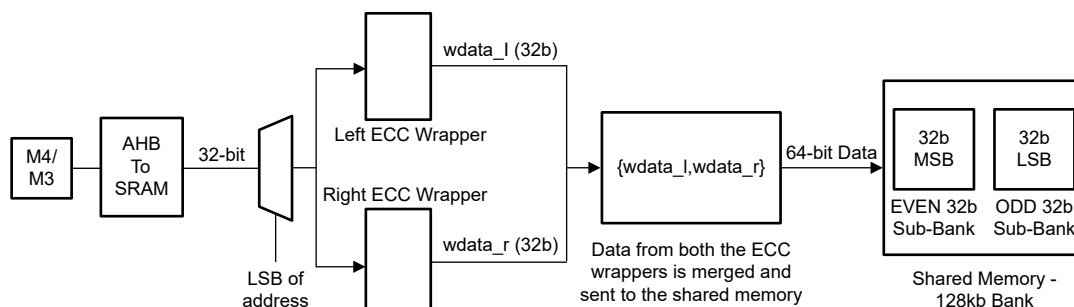 M4/
M3
AHB
To
SRAM
32-bit
LSB of
address
wdata_l (32b)
Left ECC Wrapper
Right ECC Wrapper
wdata_r (32b)
{wdata_l,wdata_r}
Data from both the ECC
wrappers is merged and
sent to the shared memory
64-bit Data
32b
MSB
EVEN 32b
Sub-Bank
32b
LSB
ODD 32b
Sub-Bank
Shared Memory -
128kb Bank